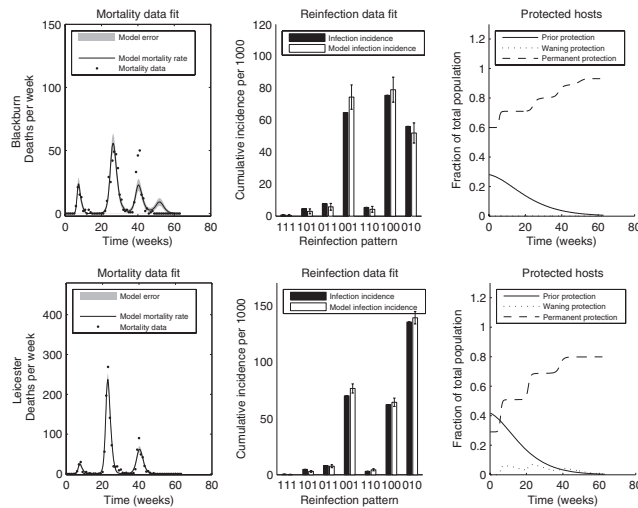 Mortality data fit
Model error
Model mortality rate
Mortality data
150
100
50
0
Blackburn
Deaths per week
0 20 40 60 80
Time (weeks)
Reinfection data fit
Infection incidence
Model infection incidence
120
100
80
60
40
20
0
Cumulative incidence per 1000
111 101 011 001 110 100 010
Reinfection pattern
Protected hosts
Prior protection
Waning protection
Permanent protection
1.2
1
0.8
0.6
0.4
0.2
0
Fraction of total population
0 20 40 60 80
Time (weeks)
Mortality data fit
Model error
Model mortality rate
Mortality data
400
300
200
100
0
Leicester
Deaths per week
0 20 40 60 80
Time (weeks)
Reinfection data fit
Infection incidence
Model infection incidence
150
100
50
0
Cumulative incidence per 1000
111 101 011 001 110 100 010
Reinfection pattern
Protected hosts
Prior protection
Waning protection
Permanent protection
1.2
1
0.8
0.6
0.4
0.2
0
Fraction of total population
0 20 40 60 80
Time (weeks)